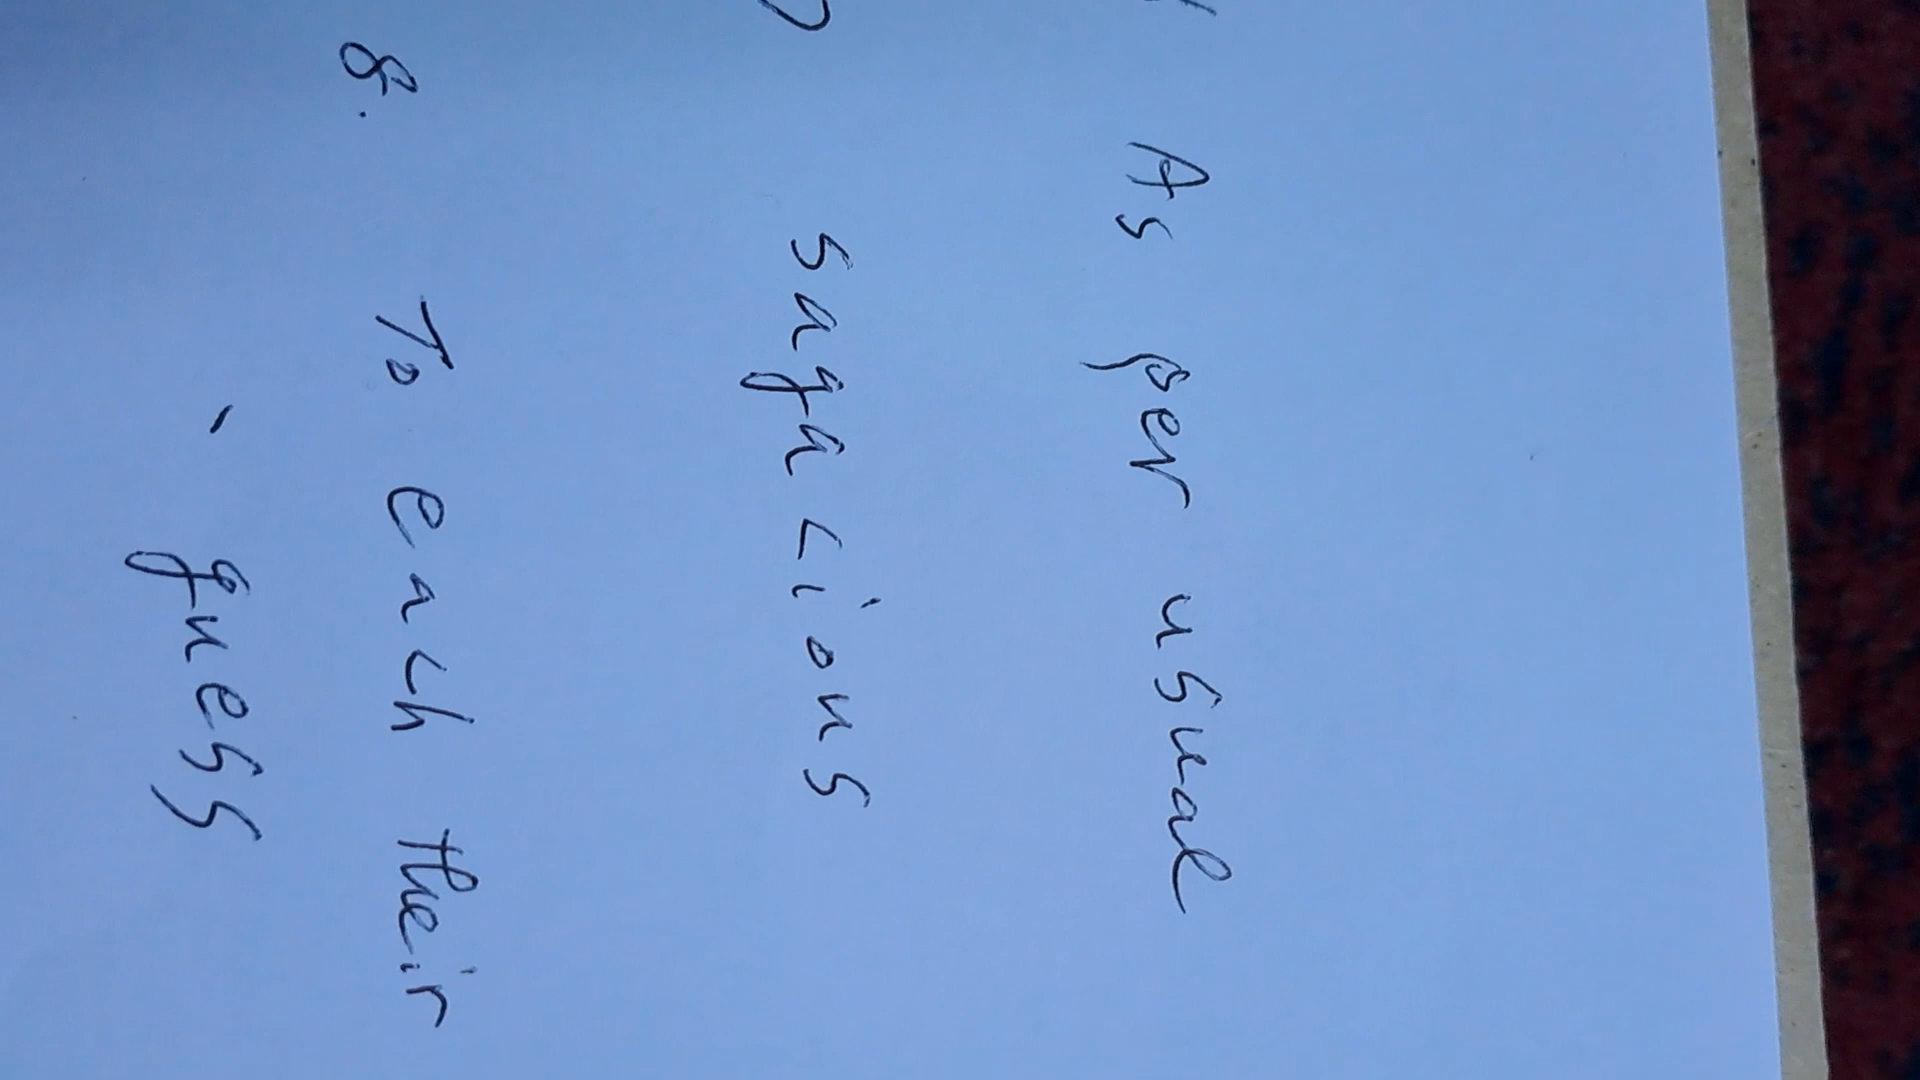 As per usual
sagacious
8. To each their
guess